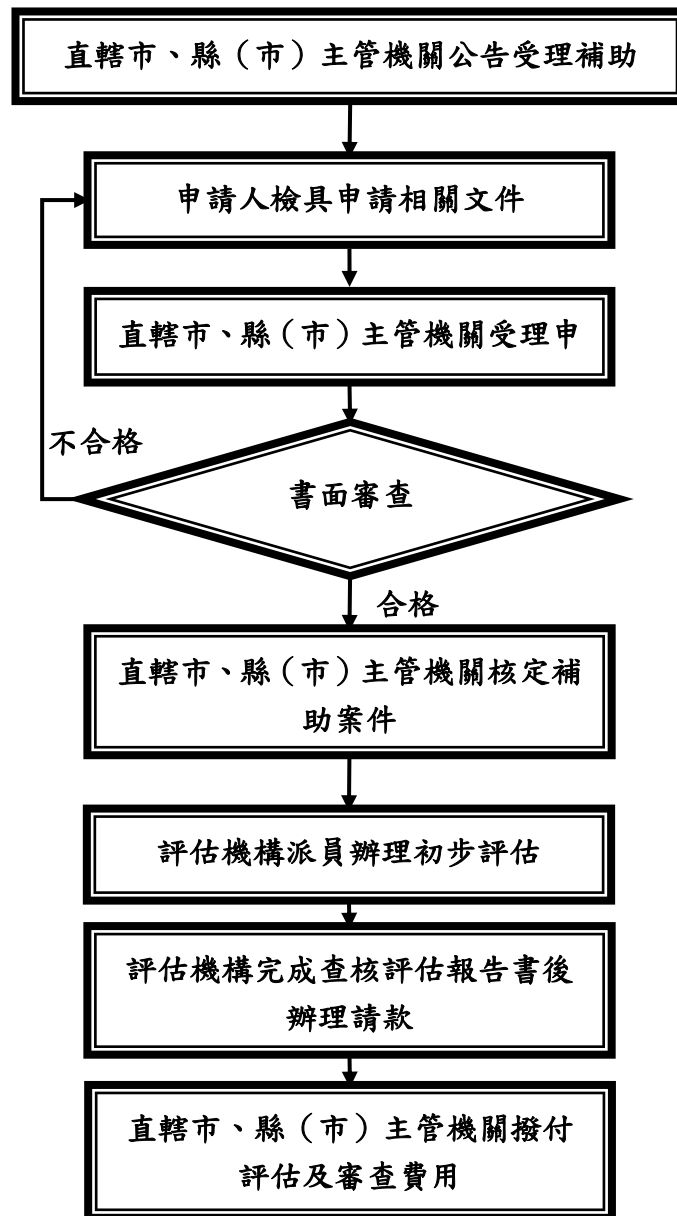 直轄市、縣（市）主管機關公告受理補助
申請人檢具申請相關文件
直轄市、縣（市）主管機關受理申
不合格
書面審查
合格
直轄市、縣（市）主管機關核定補
助案件
評估機構派員辦理初步評估
評估機構完成查核評估報告書後
辦理請款
直轄市、縣（市）主管機關撥付
評估及審查費用